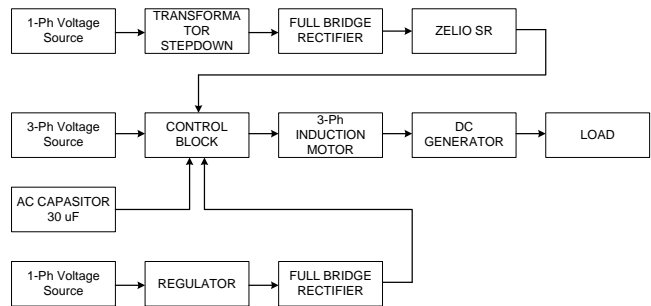 1-Ph Voltage
Source
TRANSFORMA
TOR
STEPDOWN
FULL BRIDGE
RECTIFIER
ZELIO SR
3-Ph Voltage
Source
CONTROL
BLOCK
3-Ph
INDUCTION
MOTOR
DC
GENERATOR
LOAD
AC CAPASITOR
30 uF
1-Ph Voltage
Source
REGULATOR
FULL BRIDGE
RECTIFIER